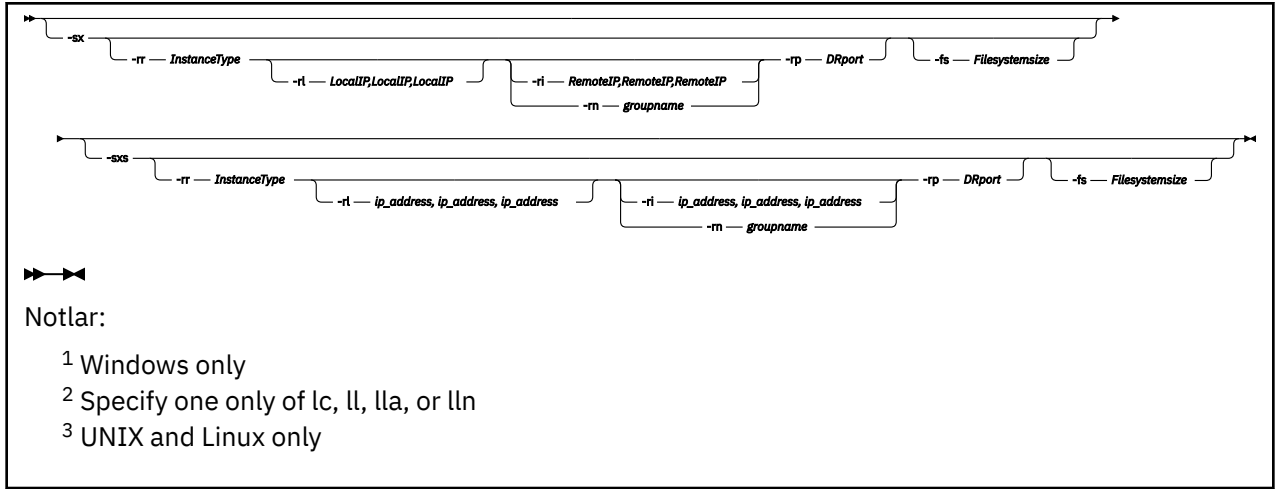 -sx
-rr — InstanceType -rp — DRport -fs — Filesystemsize
-rl — LocalIP,LocalIP,LocalIP -ri — RemoteIP,RemoteIP,RemoteIP
-rn — groupname
-sxs
-rr — InstanceType -rp — DRport -fs — Filesystemsize
-rl — ip_address, ip_address, ip_address -ri — ip_address, ip_address, ip_address
-rn — groupname
Notlar:
1 Windows only
2 Specify one only of lc, ll, lla, or lln
3 UNIX and Linux only